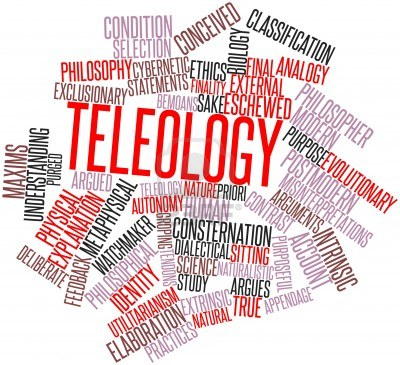 CONDITION
SELECTION
CONCEIVED
BIOLOGY
CLASSIFICATION
PHILOSOPHY
CYBERNETIC
ETHICS
FINAL
ANALOGY
EXCLUSIONARY
STATEMENTS
FINALITY
EXTERNAL
BEMOANS
SAKE
ESCHEWED
PHILOSOPHER
MODERN
TELEOLOGY
PURPOSE
EVOLUTIONARY
POSTMODERN
MISINTERPRETATIONS
MAXIMS
UNDERSTANDING
PURGED
ARGUED
TELEOLOGY
NATURE
PRIORI
CONTRAST
ARGUMENTS
INTRINSIC
ACCOUNT
PHYSICAL
EXPLANATION
METAPHYSICAL
AUTONOMY
HUMAN
WATCHMAKER
CONSTERNATION
DIALECTICAL
SITTING
PURPOSEFUL
DELIBERATE
FEEDBACK
PHILOSOPHICAL
SCIENCE
NATURALISTIC
STUDY
ARGUES
IDENTITY
EXTRINSIC
TRUE
APPENDAGE
UTILITARIANISM
NATURAL
ELABORATION
PRACTICES